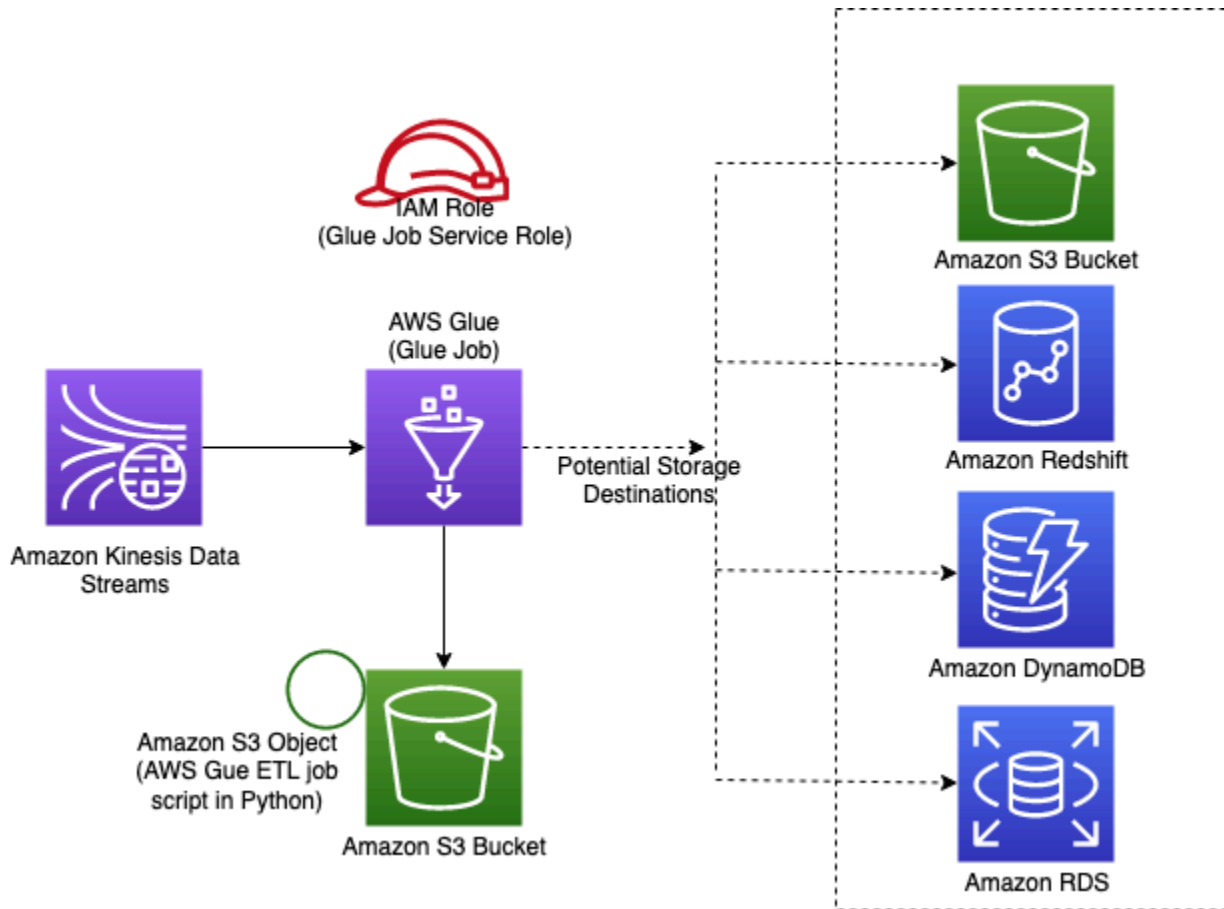 IAM Role
(Glue Job Service Role)
AWS Glue
(Glue Job)
Amazon Kinesis Data
Streams
Potential Storage
Destinations
Amazon S3 Object
(AWS Gue ETL job
script in Python)
Amazon S3 Bucket
Amazon S3 Bucket
Amazon Redshift
Amazon DynamoDB
Amazon RDS